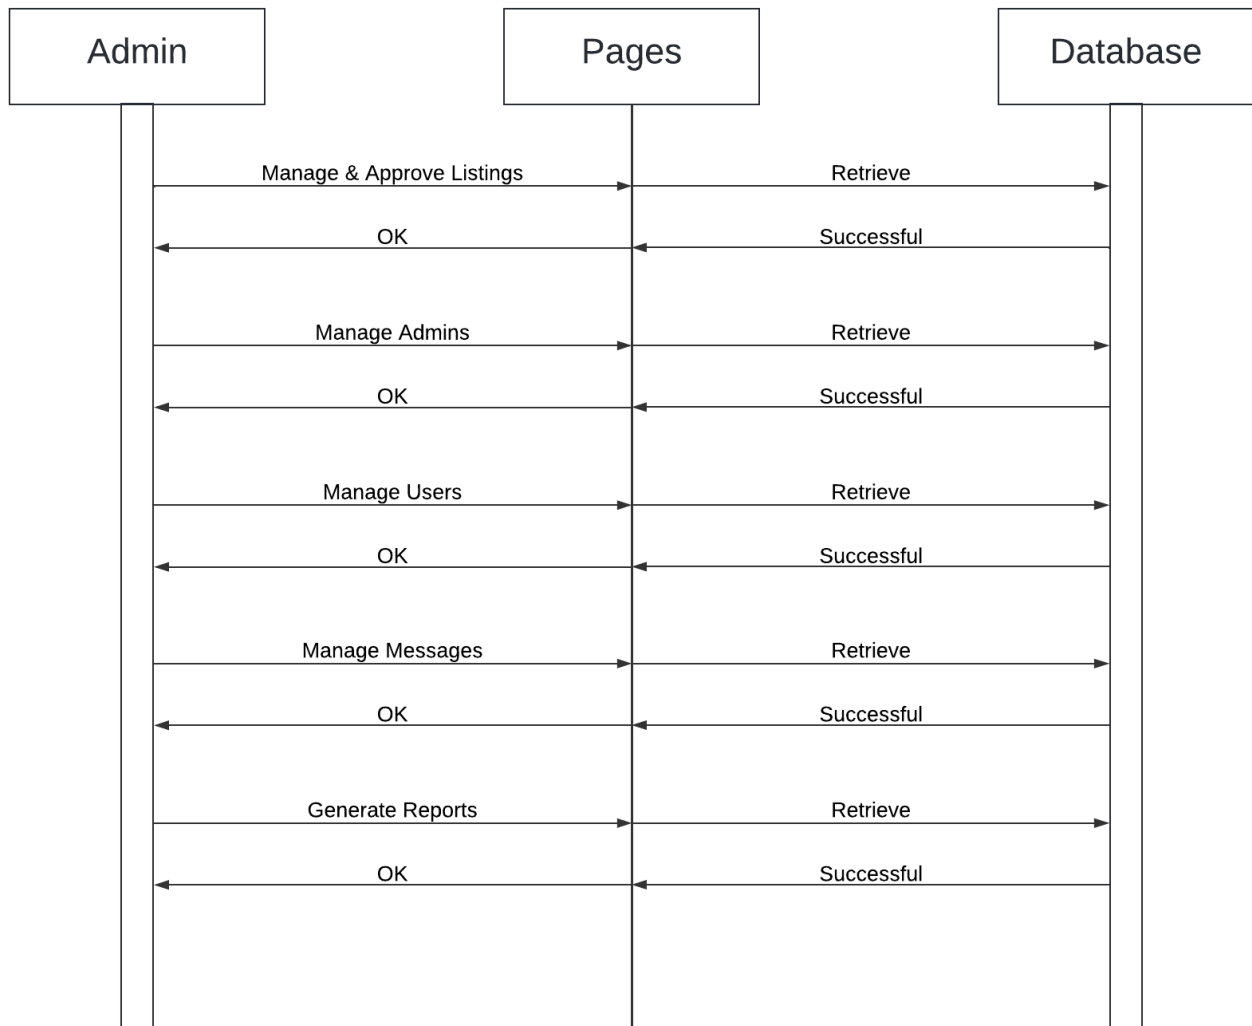 Admin
Pages
Database
Manage & Approve Listings
Retrieve
OK
Successful
Manage Admins
Retrieve
OK
Successful
Manage Users
Retrieve
OK
Successful
Manage Messages
Retrieve
OK
Successful
Generate Reports
Retrieve
OK
Successful